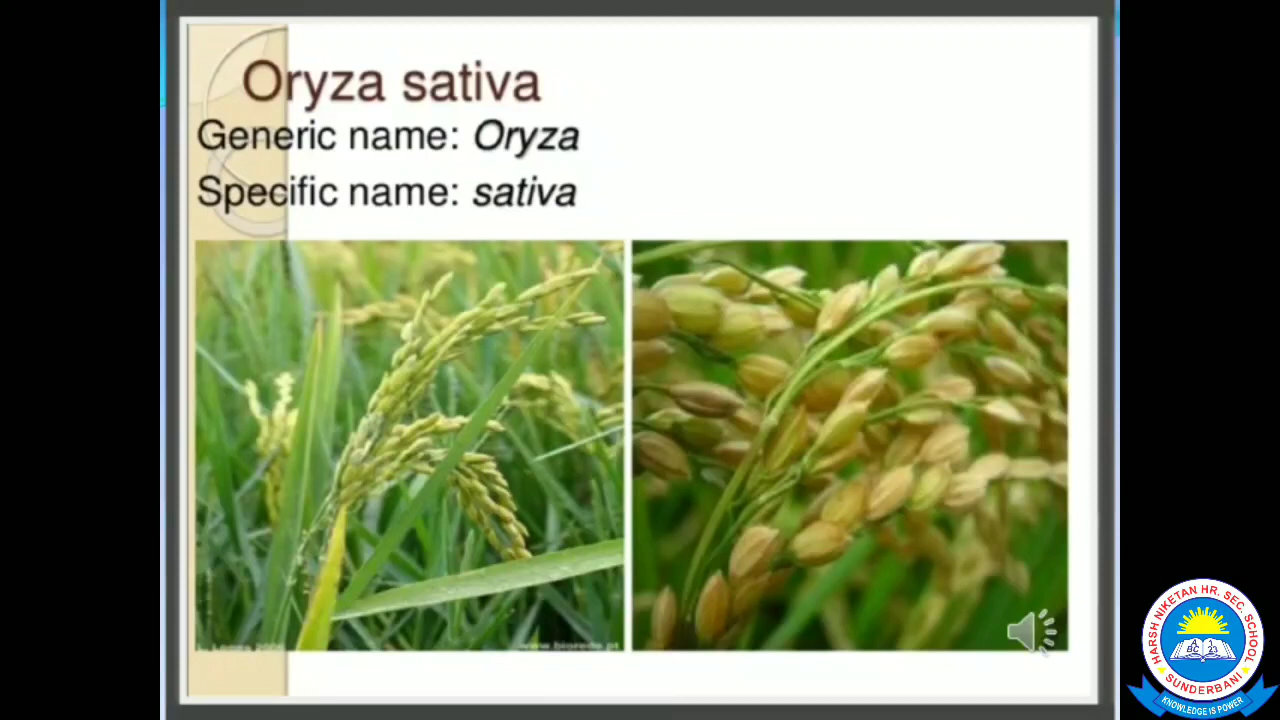 Oryza sativa
Generic name: Oryza
Specific name: sativa
HARSH NIKETAN HR. SEC. SCHOOL
SUNDERBANI
KNOWLEDGE IS POWER